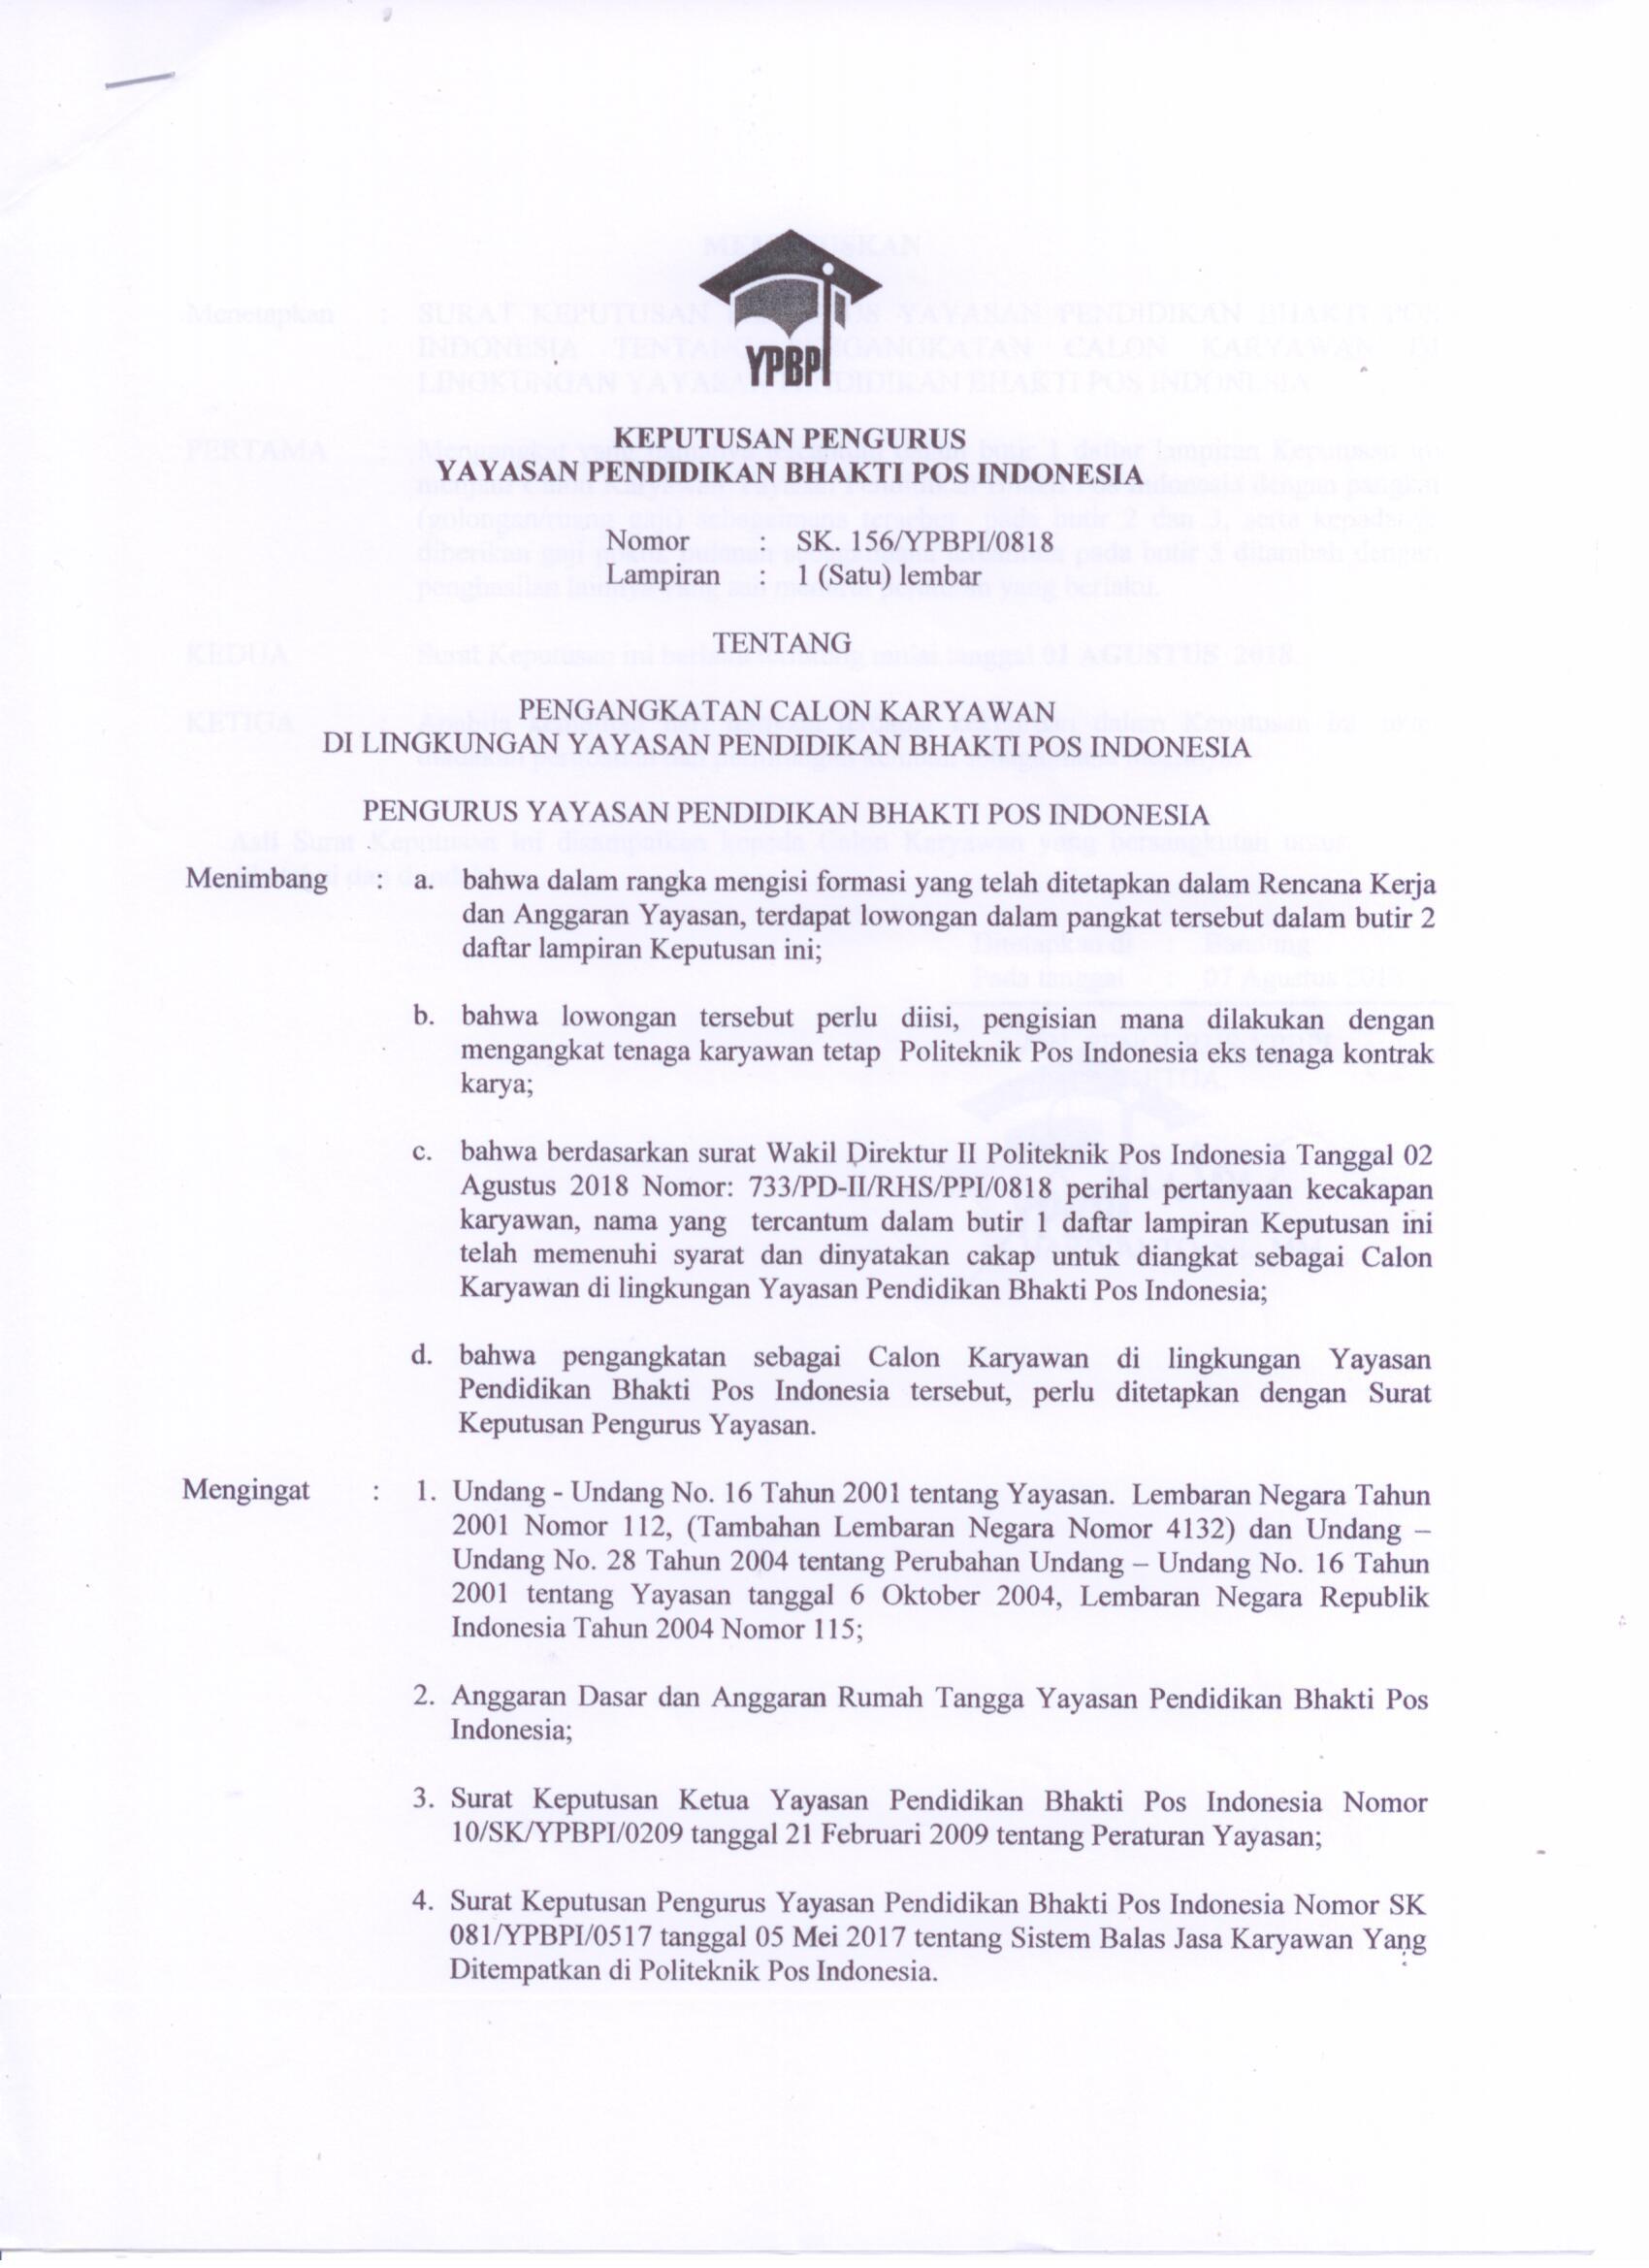 YPBPI
KEPUTUSAN PENGURUS
YAYASAN PENDIDIKAN BHAKTI POS INDONESIA
Nomor : SK. 156/YPBPI/0818
Lampiran : 1 (Satu) lembar
TENTANG
PENGANGKATAN CALON KARYAWAN
DI LINGKUNGAN YAYASAN PENDIDIKAN BHAKTI POS INDONESIA
PENGURUS YAYASAN PENDIDIKAN BHAKTI POS INDONESIA
Menimbang : a. bahwa dalam rangka mengisi formasi yang telah ditetapkan dalam Rencana Kerja
dan Anggaran Yayasan, terdapat lowongan dalam pangkat tersebut dalam butir 2
daftar lampiran Keputusan ini;
b. bahwa lowongan tersebut perlu diisi, pengisian mana dilakukan dengan
mengangkat tenaga karyawan tetap Politeknik Pos Indonesia eks tenaga kontrak
karya;
c. bahwa berdasarkan surat Wakil Direktur II Politeknik Pos Indonesia Tanggal 02
Agustus 2018 Nomor: 733/PD-II/RHS/PPI/0818 perihal pertanyaan kecakapan
karyawan, nama yang tercantum dalam butir 1 daftar lampiran Keputusan ini
telah memenuhi syarat dan dinyatakan cakap untuk diangkat sebagai Calon
Karyawan di lingkungan Yayasan Pendidikan Bhakti Pos Indonesia;
d. bahwa pengangkatan sebagai Calon Karyawan di lingkungan Yayasan
Pendidikan Bhakti Pos Indonesia tersebut, perlu ditetapkan dengan Surat
Keputusan Pengurus Yayasan.
Mengingat : 1. Undang - Undang No. 16 Tahun 2001 tentang Yayasan. Lembaran Negara Tahun
2001 Nomor 112, (Tambahan Lembaran Negara Nomor 4132) dan Undang –
Undang No. 28 Tahun 2004 tentang Perubahan Undang – Undang No. 16 Tahun
2001 tentang Yayasan tanggal 6 Oktober 2004, Lembaran Negara Republik
Indonesia Tahun 2004 Nomor 115;
2. Anggaran Dasar dan Anggaran Rumah Tangga Yayasan Pendidikan Bhakti Pos
Indonesia;
3. Surat Keputusan Ketua Yayasan Pendidikan Bhakti Pos Indonesia Nomor
10/SK/YPBPI/0209 tanggal 21 Februari 2009 tentang Peraturan Yayasan;
4. Surat Keputusan Pengurus Yayasan Pendidikan Bhakti Pos Indonesia Nomor SK
081/YPBPI/0517 tanggal 05 Mei 2017 tentang Sistem Balas Jasa Karyawan Yang
Ditempatkan di Politeknik Pos Indonesia.